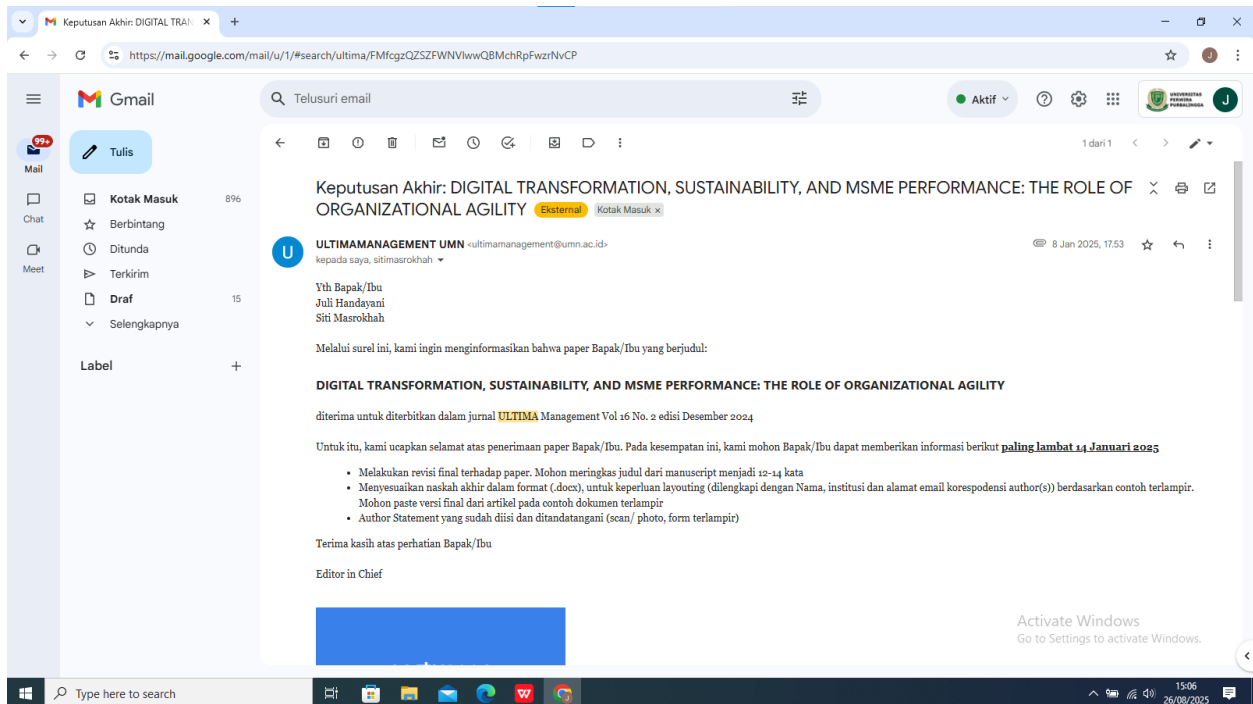 Keputusan Akhir: DIGITAL TRAN
https://mail.google.com/mail/u/1/#search/ultima/FMfcgzQZSZFWNVlwwQBMchRpFwzrNvCP
J
Gmail
Telusuri email
Aktif
UNIVERSITAS
PERWIRA
PURBALINGGA
J
99+
Mail
Chat
Meet
Tulis
Kotak Masuk 896
Berbintang
Ditunda
Terkirim
Draf 15
Selengkapnya
Label
1 dari 1
Keputusan Akhir: DIGITAL TRANSFORMATION, SUSTAINABILITY, AND MSME PERFORMANCE: THE ROLE OF
ORGANIZATIONAL AGILITY Eksternal Kotak Masuk x
U
ULTIMAMANAGEMENT UMN <ultimamanagement@umn.ac.id>
8 Jan 2025, 17.53
kepada saya, sitimasrokhah
Yth Bapak/Ibu
Juli Handayani
Siti Masrokhah
Melalui surel ini, kami ingin menginformasikan bahwa paper Bapak/Ibu yang berjudul:
DIGITAL TRANSFORMATION, SUSTAINABILITY, AND MSME PERFORMANCE: THE ROLE OF ORGANIZATIONAL AGILITY
diterima untuk diterbitkan dalam jurnal ULTIMA Management Vol 16 No. 2 edisi Desember 2024
Untuk itu, kami ucapkan selamat atas penerimaan paper Bapak/Ibu. Pada kesempatan ini, kami mohon Bapak/Ibu dapat memberikan informasi berikut paling lambat 14 Januari 2025
• Melakukan revisi final terhadap paper. Mohon meringkas judul dari manuscript menjadi 12-14 kata
• Menyesuaikan naskah akhir dalam format (.docx), untuk keperluan layouting (dilengkapi dengan Nama, institusi dan alamat email korespodensi author(s)) berdasarkan contoh terlampir.
Mohon paste versi final dari artikel pada contoh dokumen terlampir
• Author Statement yang sudah diisi dan ditandatangani (scan/ photo, form terlampir)
Terima kasih atas perhatian Bapak/Ibu
Editor in Chief
Activate Windows
Go to Settings to activate Windows.
Type here to search
15:06
26/08/2025